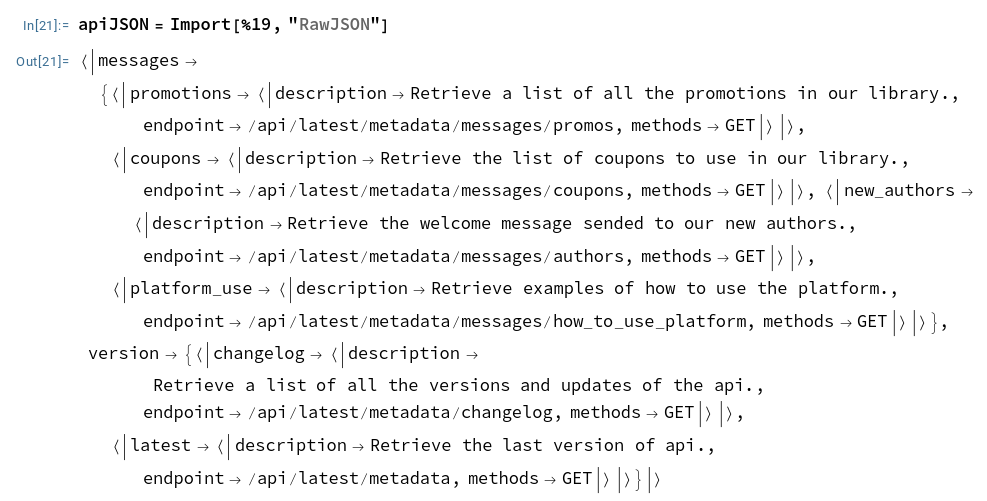 In[21]:= apiJSON = Import[%19, "RawJSON"]
Out[21]= 〈|messages →
{〈|promotions → 〈|description → Retrieve a list of all the promotions in our library.,
endpoint → /api/latest/metadata/messages/promos, methods → GET|〉|〉,
〈|coupons → 〈|description → Retrieve the list of coupons to use in our library.,
endpoint → /api/latest/metadata/messages/coupons, methods → GET|〉|〉, 〈|new_authors →
〈|description → Retrieve the welcome message sended to our new authors.,
endpoint → /api/latest/metadata/messages/authors, methods → GET|〉|〉,
〈|platform_use → 〈|description → Retrieve examples of how to use the platform.,
endpoint → /api/latest/metadata/messages/how_to_use_platform, methods → GET|〉|〉},
version → {〈|changelog → 〈|description →
Retrieve a list of all the versions and updates of the api.,
endpoint → /api/latest/metadata/changelog, methods → GET|〉|〉,
〈|latest → 〈|description → Retrieve the last version of api.,
endpoint → /api/latest/metadata, methods → GET|〉|〉}|〉